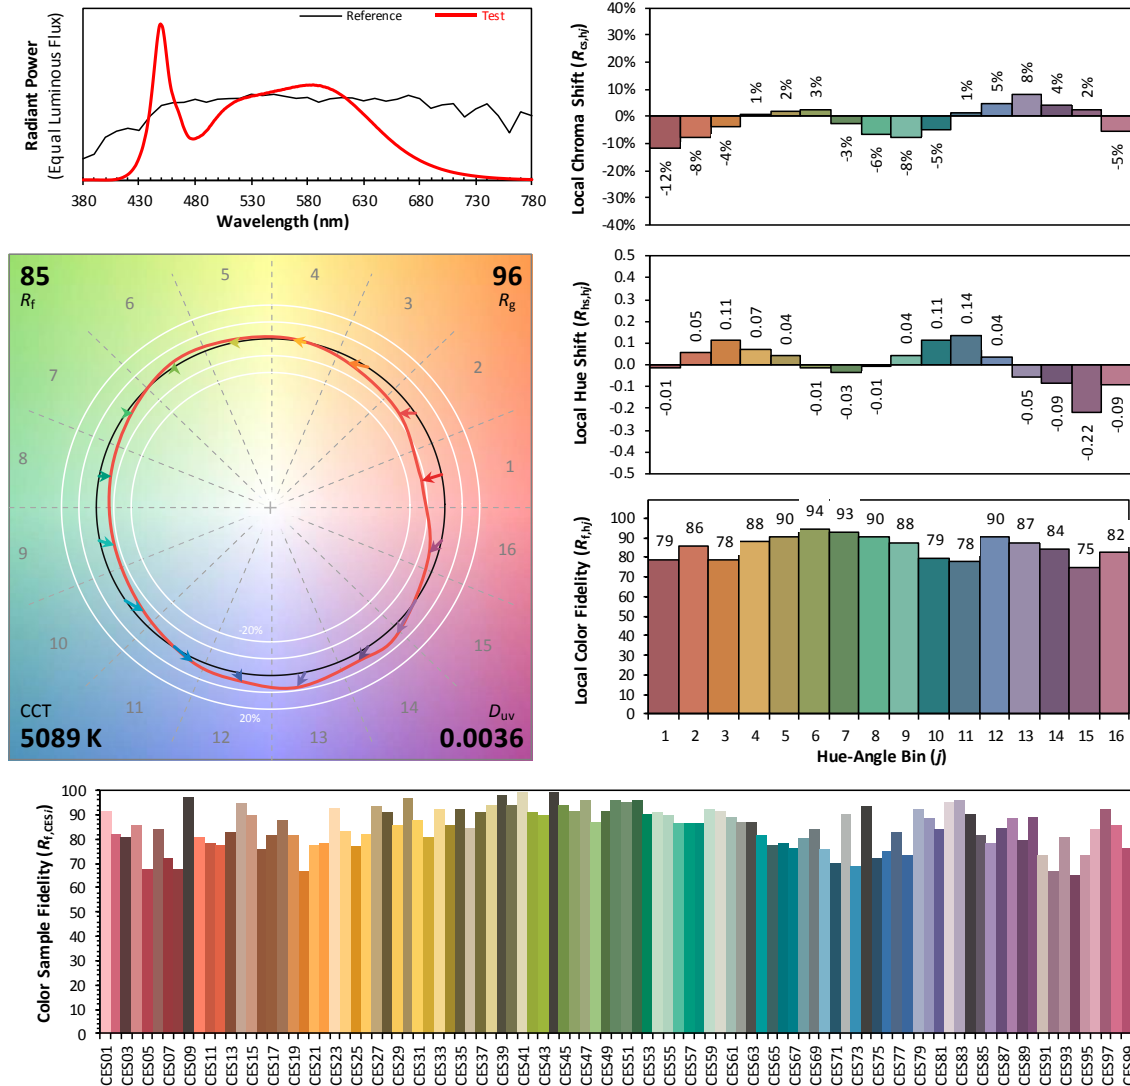 Reference
Test
Radiant Power
(Equal Luminous Flux)
380 430 480 530 580 630 680 730 780
Wavelength (nm)
Local Chroma Shift (Rcs,hj)
40%
30%
20%
10%
0%
-10%
-20%
-30%
-40%
-12% -8% -4% 1% 2% 3% -3% -6% -8% -5% 1% 5% 8% 4% 2% -5%
85
Rf
96
Rg
5 4
6 3
7 2
8 1
9 16
10 15
11 14
12 13
-20%
20%
CCT
5089 K
Duv
0.0036
Local Hue Shift (Rhs,hj)
0.5
0.4
0.3
0.2
0.1
0.0
-0.1
-0.2
-0.3
-0.4
-0.5
-0.01 0.05 0.11 0.07 0.04 -0.01 -0.03 -0.01 0.04 0.11 0.14 0.04 -0.05 -0.09 -0.22 -0.09
Local Color Fidelity (Rf,hj)
100
90
80
70
60
50
40
30
20
10
0
79 86 78 88 90 94 93 90 88 79 78 90 87 84 75 82
1 2 3 4 5 6 7 8 9 10 11 12 13 14 15 16
Hue-Angle Bin (j)
Color Sample Fidelity (Rf,CESi)
100
90
80
70
60
50
40
30
20
10
0
CES01 CES03 CES05 CES07 CES09 CES11 CES13 CES15 CES17 CES19 CES21 CES23 CES25 CES27 CES29 CES31 CES33 CES35 CES37 CES39 CES41 CES43 CES45 CES47 CES49 CES51 CES53 CES55 CES57 CES59 CES61 CES63 CES65 CES67 CES69 CES71 CES73 CES75 CES77 CES79 CES81 CES83 CES85 CES87 CES89 CES91 CES93 CES95 CES97 CES99